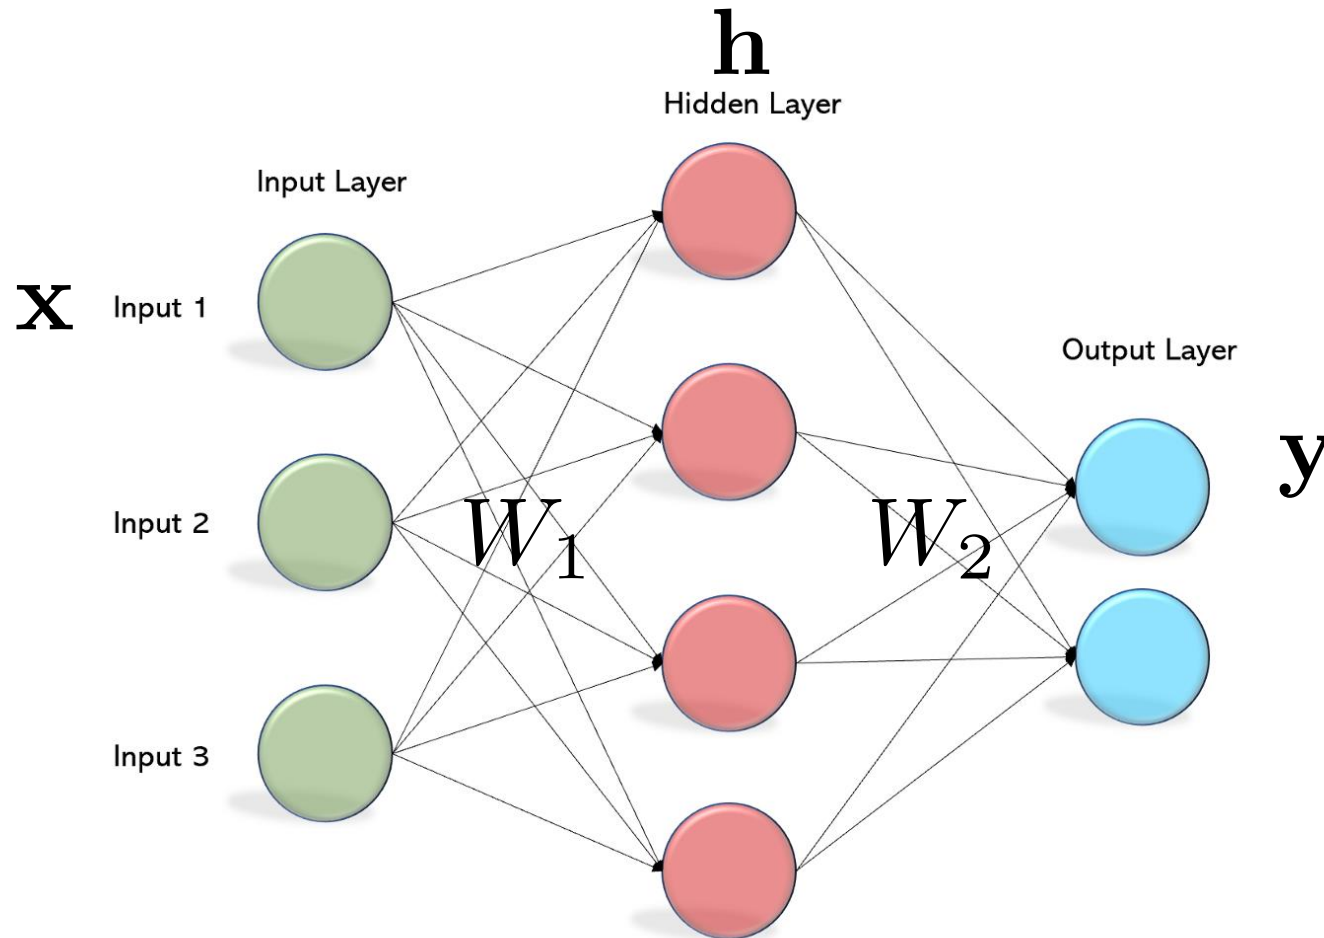 h
Hidden Layer
Input Layer
x
Input 1
Output Layer
y
Input 2
W₁
W₂
Input 3